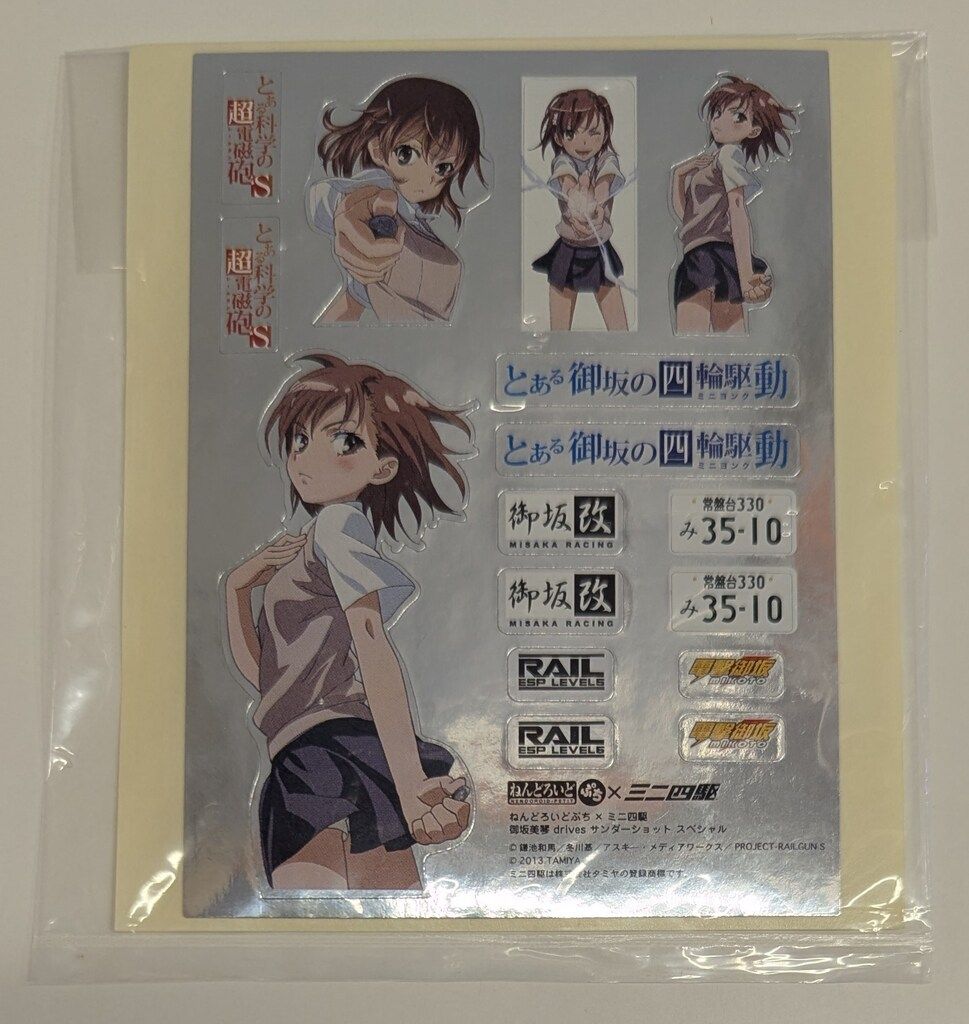 とある科学の
超電磁砲S
とある科学の
超電磁砲S
とある御坂の四輪駆動
ミニヨンク
とある御坂の四輪駆動
ミニヨンク
御坂改
MISAKA RACING
常盤台330
み 35-10
御坂改
MISAKA RACING
常盤台330
み 35-10
RAIL
ESP LEVEL5
電撃御坂
MIKOTO
RAIL
ESP LEVEL5
電撃御坂
MIKOTO
ねんどろいど ぷち × ミニ四駆
NENDOROID・PETIT
ねんどろいどぷち × ミニ四駆
御坂美琴 drives サンダーショット スペシャル
© 鎌池和馬／冬川基／アスキー・メディアワークス／PROJECT-RAILGUN S
© 2013 TAMIYA
ミニ四駆は株式会社タミヤの登録商標です。